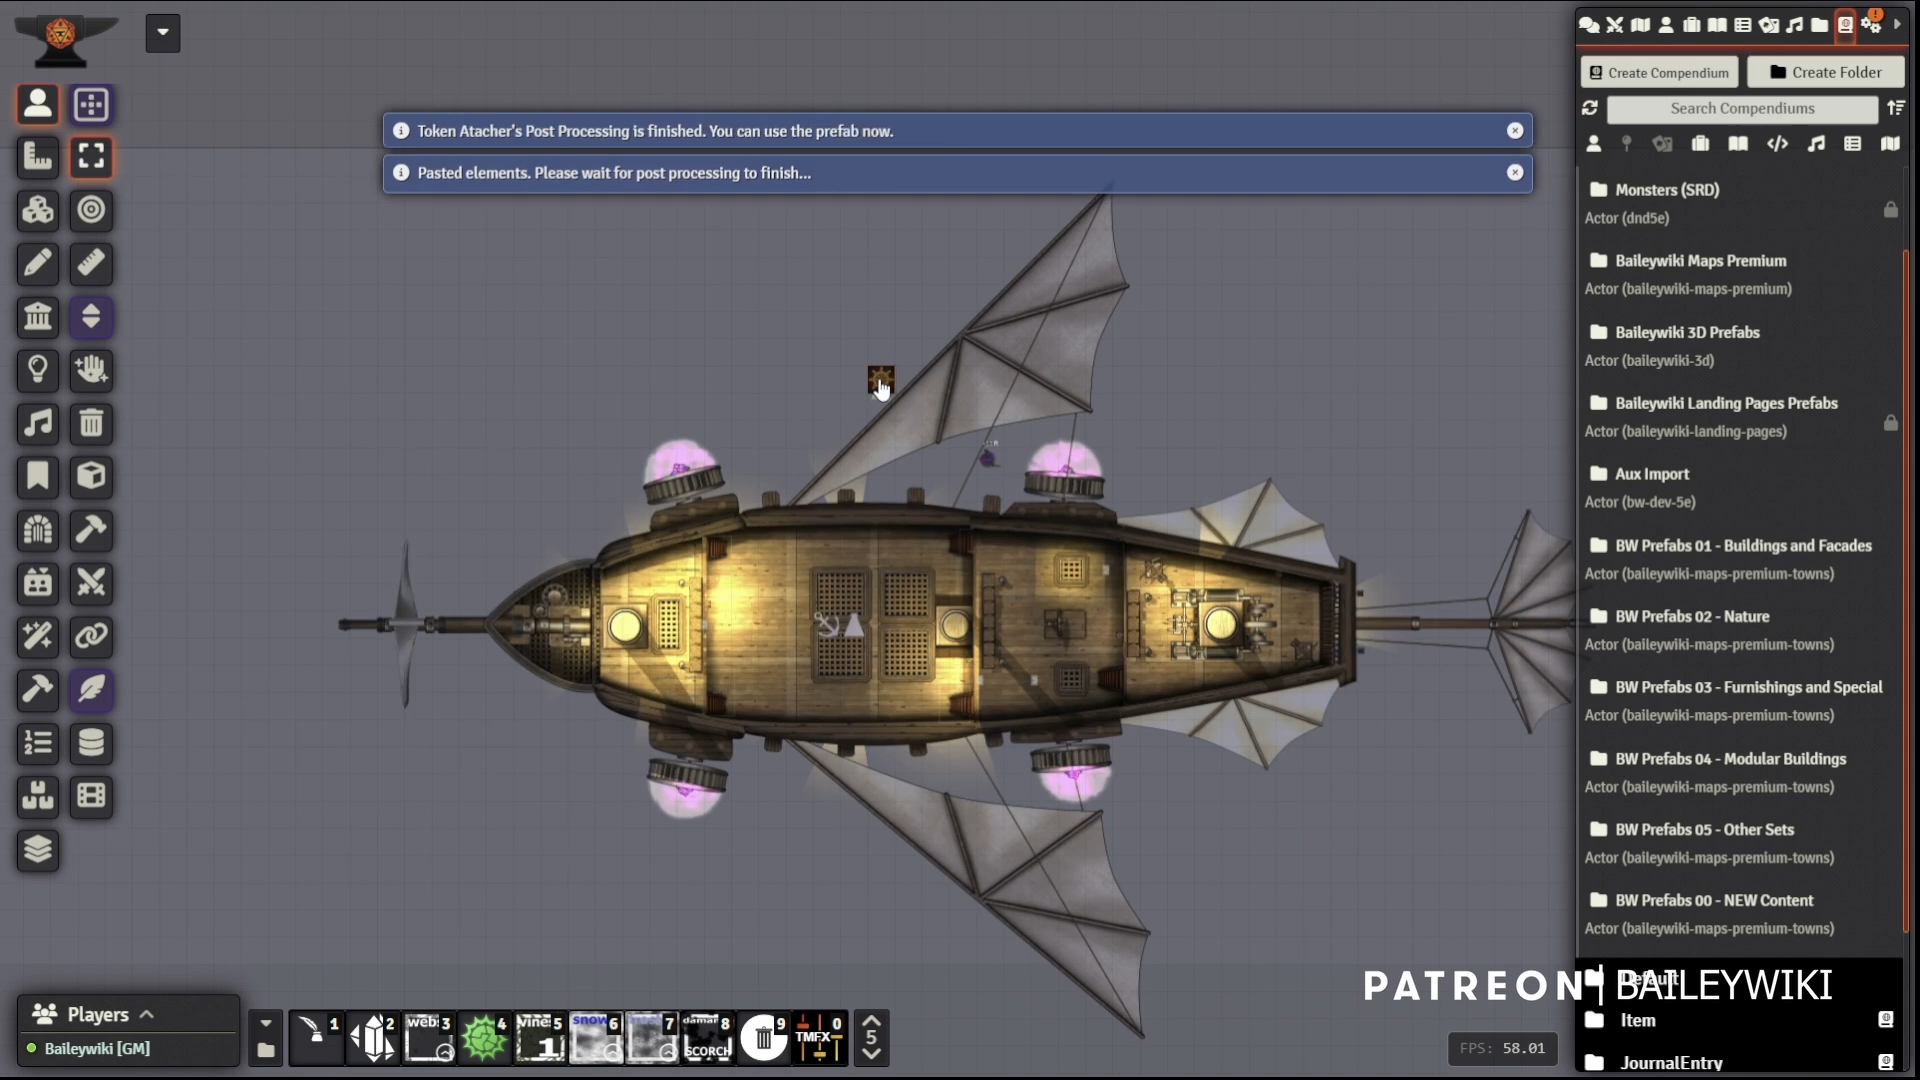 Create Compendium
Create Folder
Search Compendiums
Token Atacher's Post Processing is finished. You can use the prefab now.
Pasted elements. Please wait for post processing to finish...
Monsters (SRD)
Actor (dnd5e)
Baileywiki Maps Premium
Actor (baileywiki-maps-premium)
Baileywiki 3D Prefabs
Actor (baileywiki-3d)
Baileywiki Landing Pages Prefabs
Actor (baileywiki-landing-pages)
Aux Import
Actor (bw-dev-5e)
BW Prefabs 01 - Buildings and Facades
Actor (baileywiki-maps-premium-towns)
BW Prefabs 02 - Nature
Actor (baileywiki-maps-premium-towns)
BW Prefabs 03 - Furnishings and Special
Actor (baileywiki-maps-premium-towns)
BW Prefabs 04 - Modular Buildings
Actor (baileywiki-maps-premium-towns)
BW Prefabs 05 - Other Sets
Actor (baileywiki-maps-premium-towns)
BW Prefabs 00 - NEW Content
Actor (baileywiki-maps-premium-towns)
Default
PATREON | BAILEYWIKI
Item
JournalEntry
Players
Baileywiki [GM]
1
2
webs 3
4
vines 5
1
snow 6
7
8
SCORCH
9
0
TMFX
5
FPS: 58.01